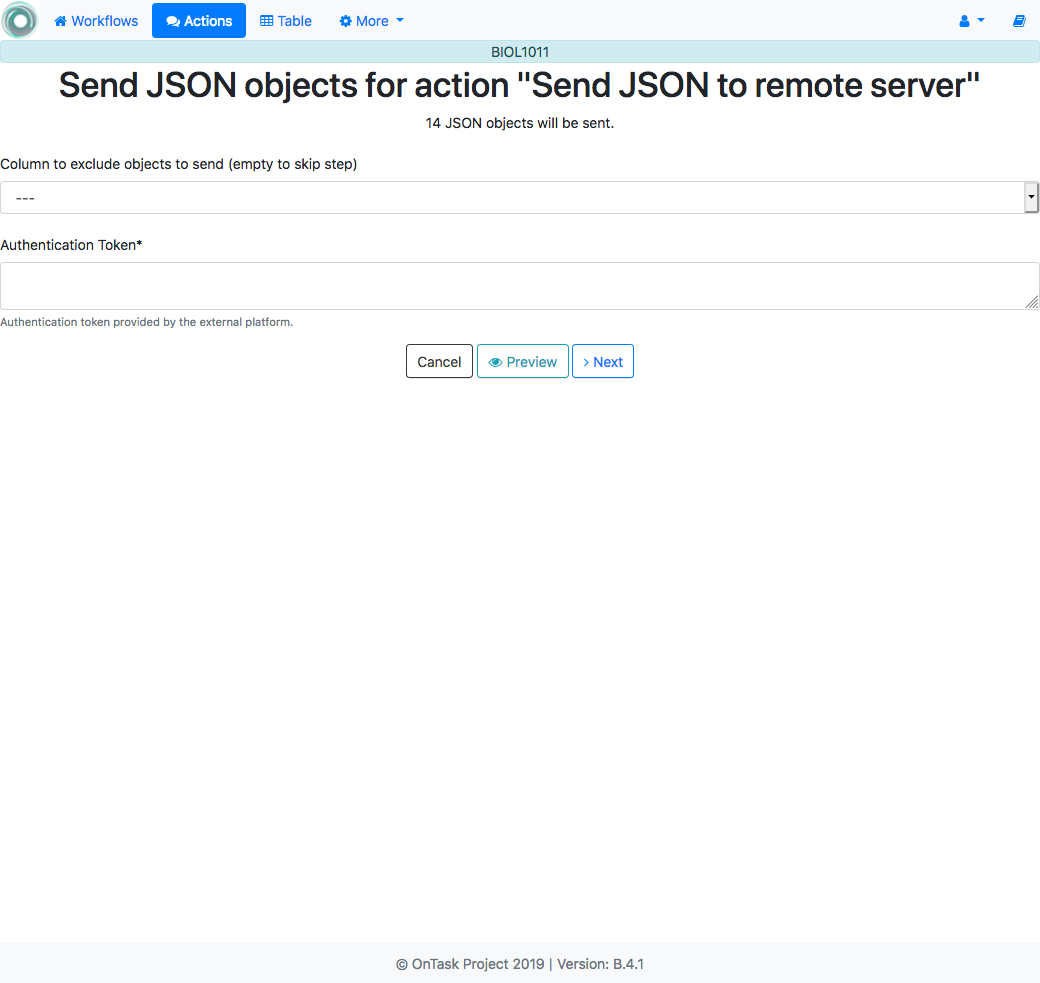 Workflows Actions Table More
BIOL1011
Send JSON objects for action "Send JSON to remote server"
14 JSON objects will be sent.
Column to exclude objects to send (empty to skip step)
---
Authentication Token*
Authentication token provided by the external platform.
Cancel Preview Next
© OnTask Project 2019 | Version: B.4.1